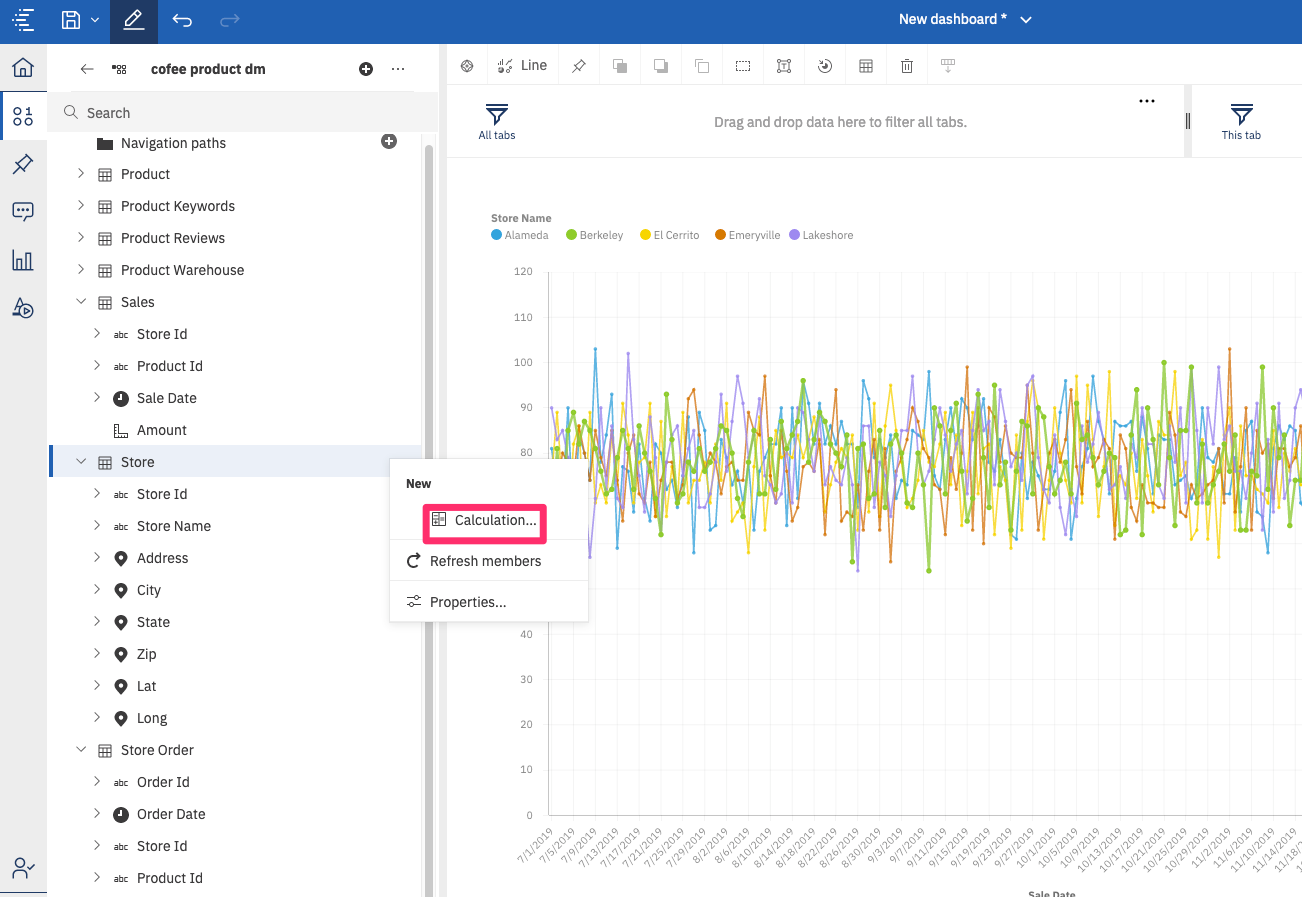 New dashboard *
cofee product dm
Line
Search
All tabs
Drag and drop data here to filter all tabs.
This tab
Navigation paths
Product
Product Keywords
Product Reviews
Product Warehouse
Sales
abc Store Id
abc Product Id
Sale Date
Amount
Store
abc Store Id
abc Store Name
Address
City
State
Zip
Lat
Long
Store Order
abc Order Id
Order Date
abc Store Id
abc Product Id
New
Calculation...
Refresh members
Properties...
Store Name
Alameda Berkeley El Cerrito Emeryville Lakeshore
120
110
100
90
80
40
30
20
10
0
7/1/2019
7/5/2019
7/9/2019
7/13/2019
7/17/2019
7/21/2019
7/25/2019
7/29/2019
8/2/2019
8/6/2019
8/10/2019
8/14/2019
8/18/2019
8/22/2019
8/26/2019
8/30/2019
9/3/2019
9/7/2019
9/11/2019
9/15/2019
9/19/2019
9/23/2019
9/27/2019
10/1/2019
10/5/2019
10/9/2019
10/13/2019
10/17/2019
10/21/2019
10/25/2019
10/29/2019
11/2/2019
11/6/2019
11/10/2019
11/14/2019
Sale Date